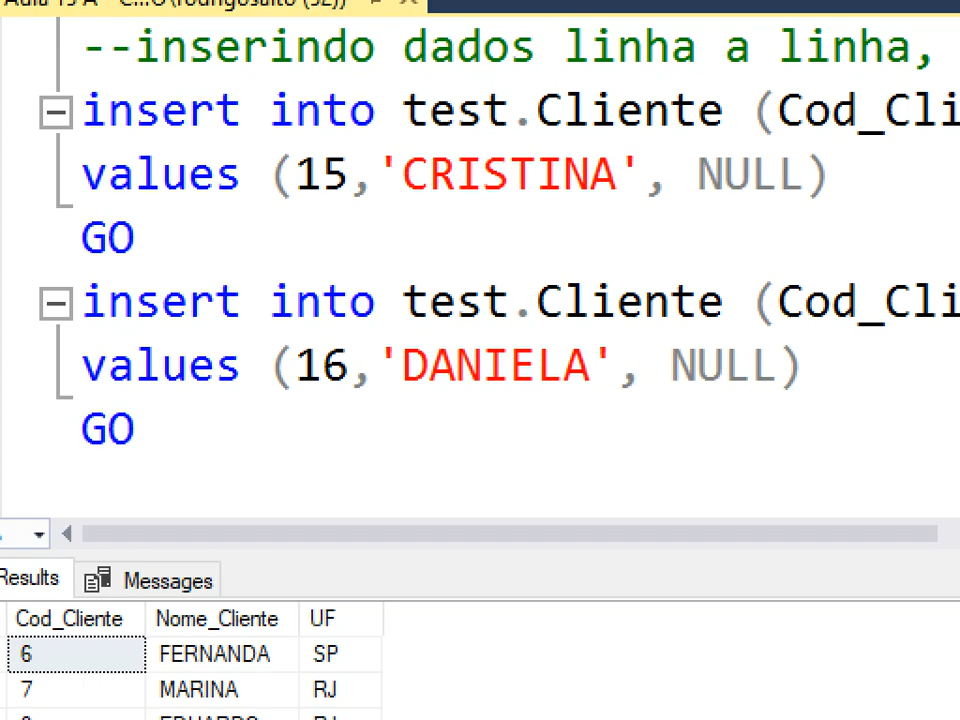 --inserindo dados linha a linha,
insert into test.Cliente (Cod_Cli
values (15,'CRISTINA', NULL)
GO
insert into test.Cliente (Cod_Cli
values (16,'DANIELA', NULL)
GO
Results Messages
Cod_Cliente Nome_Cliente UF
6 FERNANDA SP
7 MARINA RJ